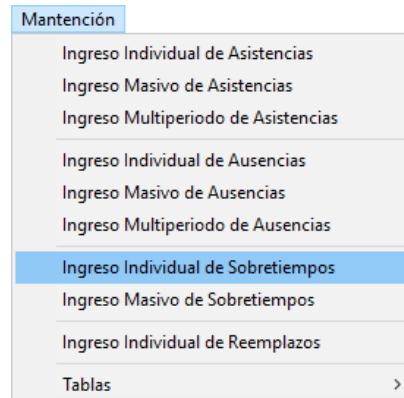 Mantención
Ingreso Individual de Asistencias
Ingreso Masivo de Asistencias
Ingreso Multiperiodo de Asistencias
Ingreso Individual de Ausencias
Ingreso Masivo de Ausencias
Ingreso Multiperiodo de Ausencias
Ingreso Individual de Sobretiempos
Ingreso Masivo de Sobretiempos
Ingreso Individual de Reemplazos
Tablas